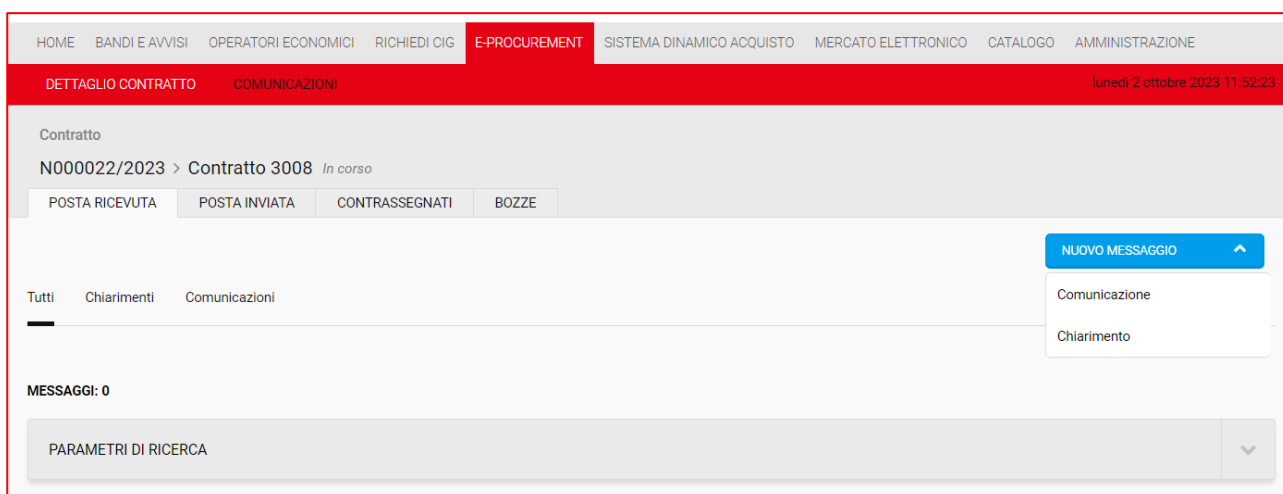 HOME BANDI E AVVISI OPERATORI ECONOMICI RICHIEDI CIG E-PROCUREMENT SISTEMA DINAMICO ACQUISTO MERCATO ELETTRONICO CATALOGO AMMINISTRAZIONE
DETTAGLIO CONTRATTO COMUNICAZIONI lunedì 2 ottobre 2023 11:52:23
Contratto
N000022/2023 > Contratto 3008 In corso
POSTA RICEVUTA POSTA INVIATA CONTRASSEGNATI BOZZE
NUOVO MESSAGGIO
Tutti Chiarimenti Comunicazioni Comunicazione
Chiarimento
MESSAGGI: 0
PARAMETRI DI RICERCA